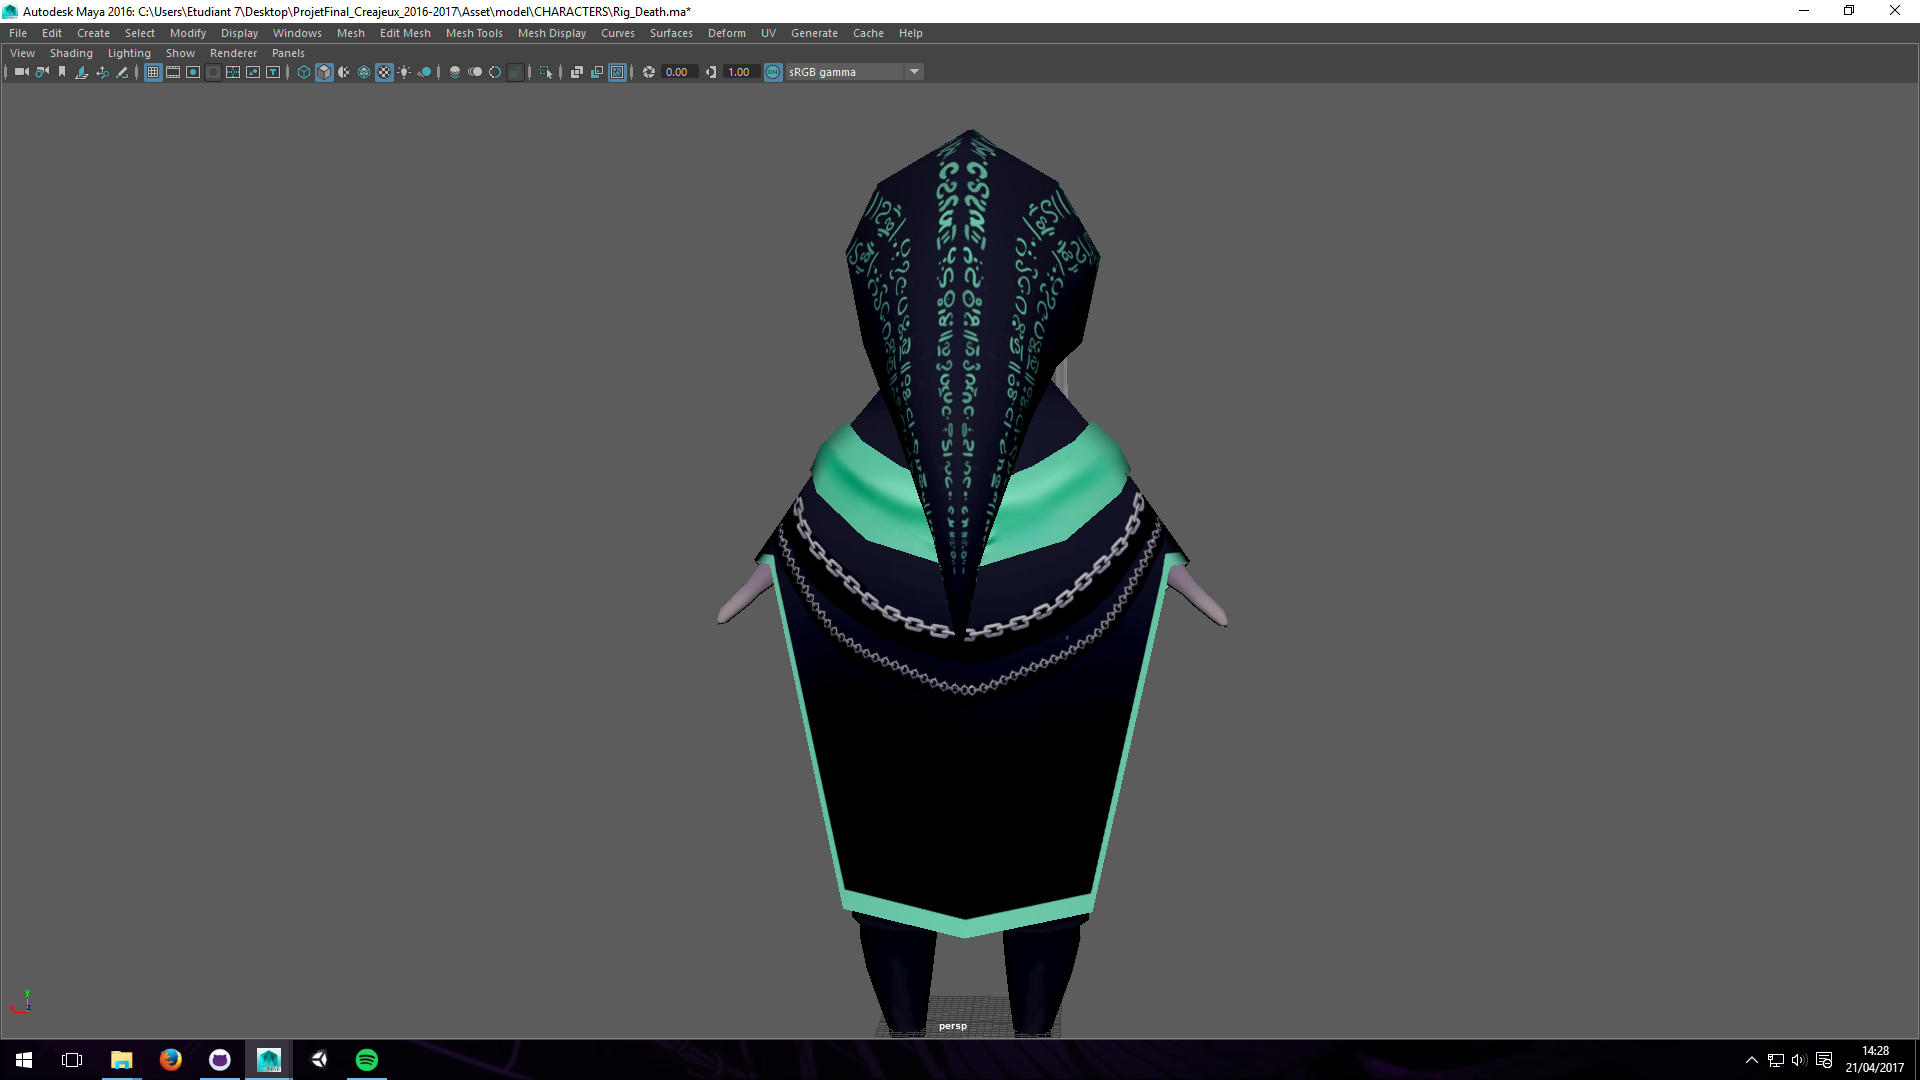 Autodesk Maya 2016: C:\Users\Etudiant 7\Desktop\ProjetFinal_Creajeux_2016-2017\Asset\model\CHARACTERS\Rig_Death.ma*
File Edit Create Select Modify Display Windows Mesh Edit Mesh Mesh Tools Mesh Display Curves Surfaces Deform UV Generate Cache Help
View Shading Lighting Show Renderer Panels
0.00 1.00 ON sRGB gamma
y
x z
persp
14:28
21/04/2017